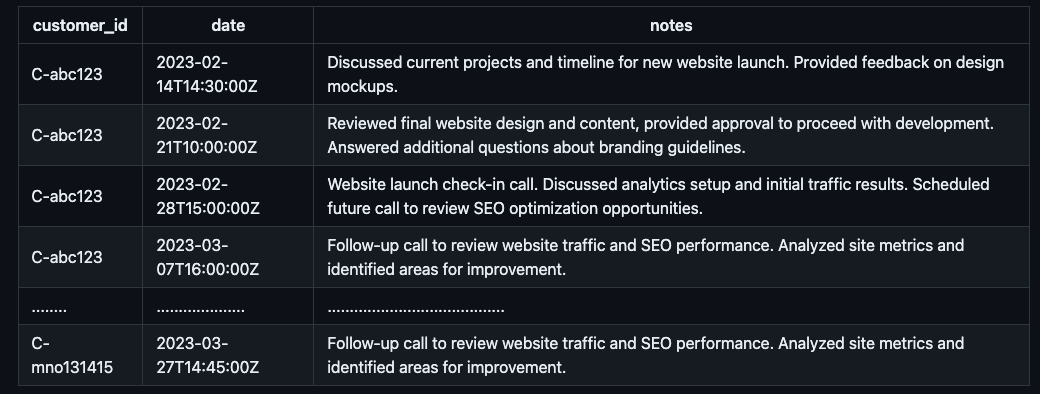 customer_id date notes
C-abc123
2023-02-
14T14:30:00Z
Discussed current projects and timeline for new website launch. Provided feedback on design
mockups.
C-abc123
2023-02-
21T10:00:00Z
Reviewed final website design and content, provided approval to proceed with development.
Answered additional questions about branding guidelines.
C-abc123
2023-02-
28T15:00:00Z
Website launch check-in call. Discussed analytics setup and initial traffic results. Scheduled
future call to review SEO optimization opportunities.
C-abc123
2023-03-
07T16:00:00Z
Follow-up call to review website traffic and SEO performance. Analyzed site metrics and
identified areas for improvement.
........ .................... ........................................
C-
mno131415
2023-03-
27T14:45:00Z
Follow-up call to review website traffic and SEO performance. Analyzed site metrics and
identified areas for improvement.